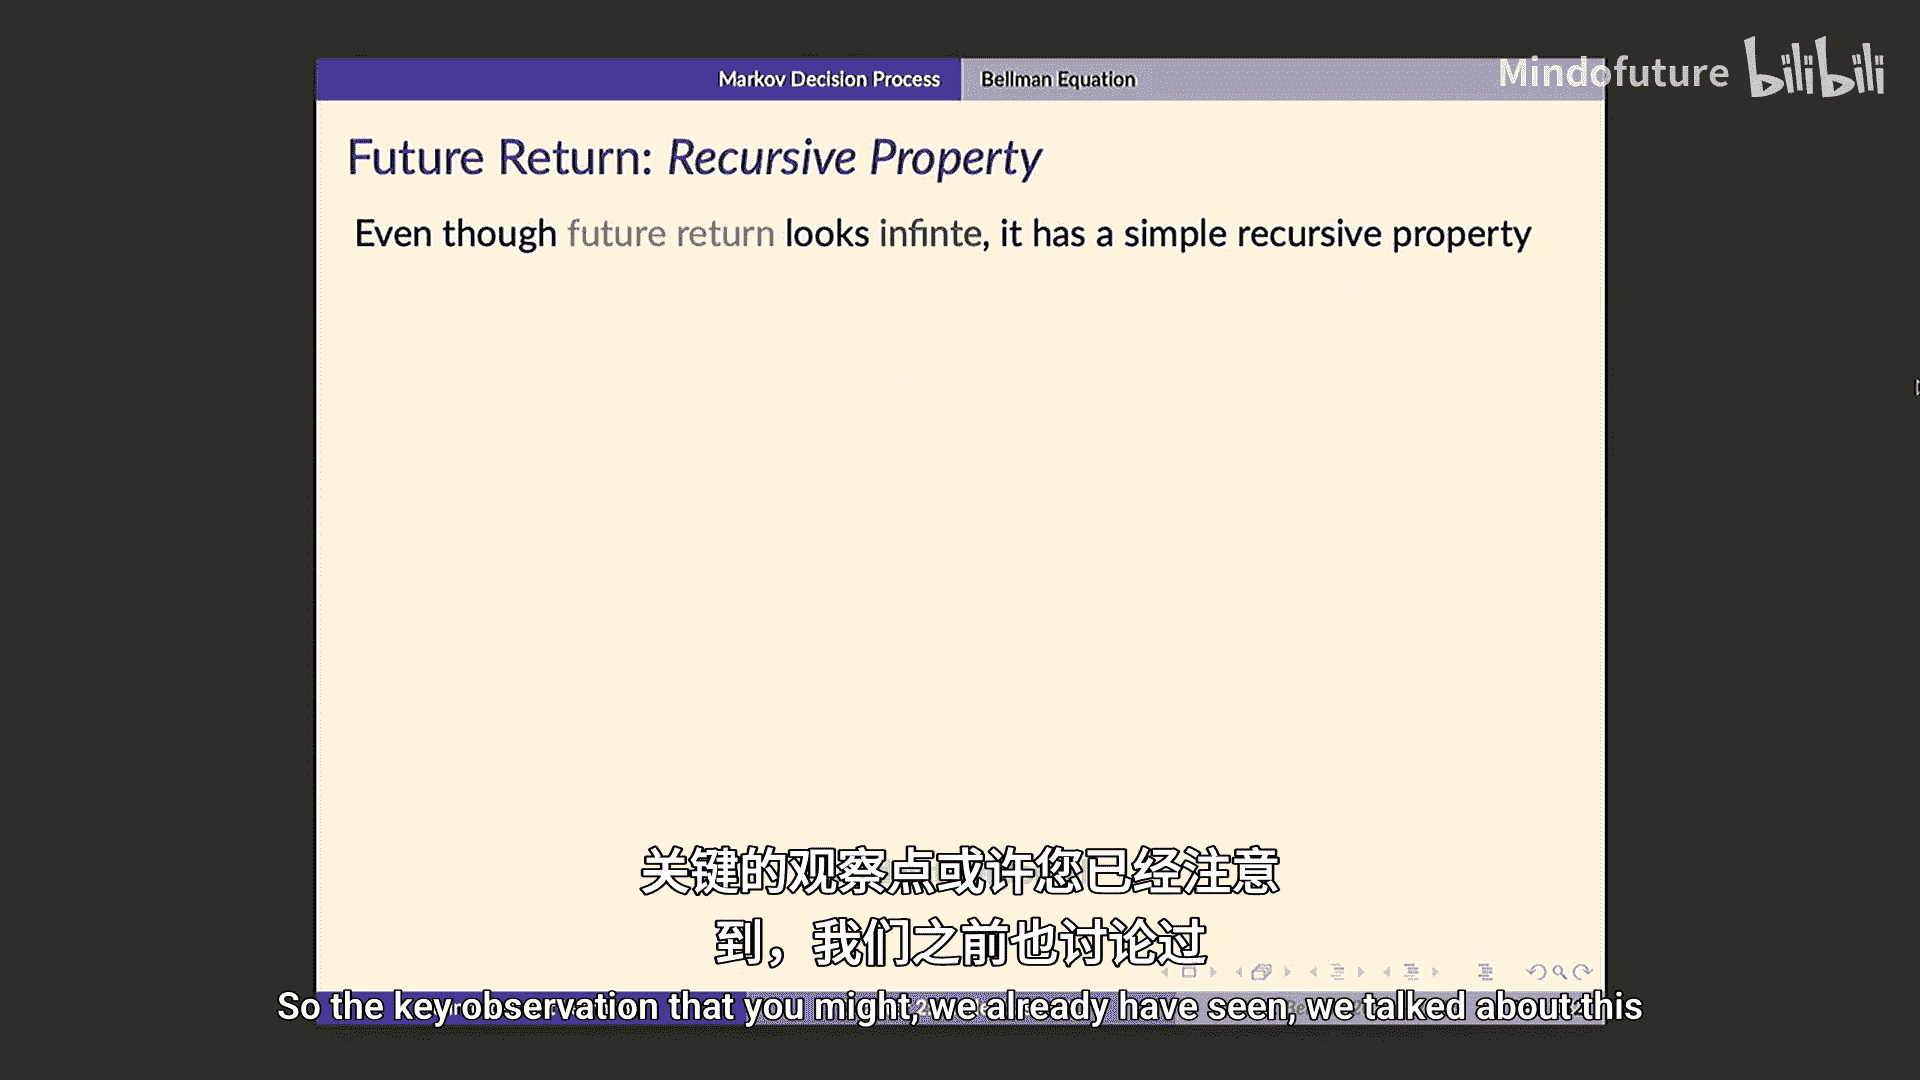 Markov Decision Process
Bellman Equation
Mindofuture bilibili
Future Return: Recursive Property
Even though future return looks infinte, it has a simple recursive property
关键的观察点或许您已经注意
到，我们之前也讨论过
So the key observation that you might, we already have seen, we talked about this